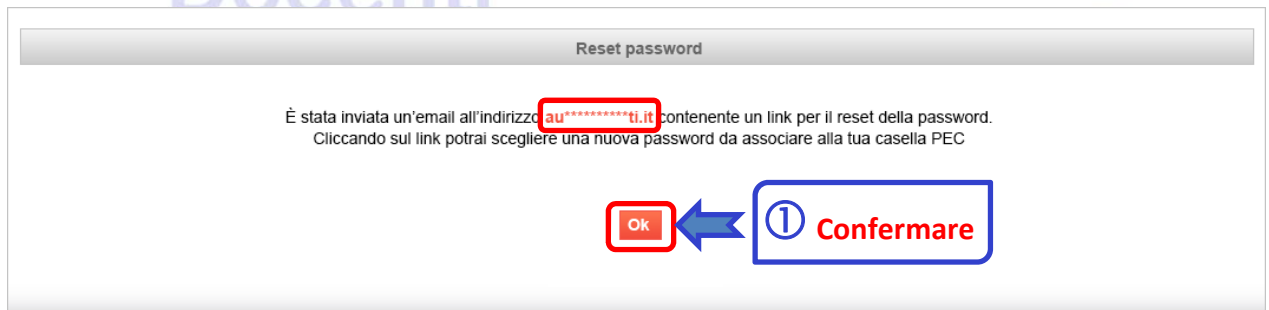 Docenti
Reset password
È stata inviata un'email all'indirizzo au**********ti.it contenente un link per il reset della password.
Cliccando sul link potrai scegliere una nuova password da associare alla tua casella PEC
Ok
① Confermare